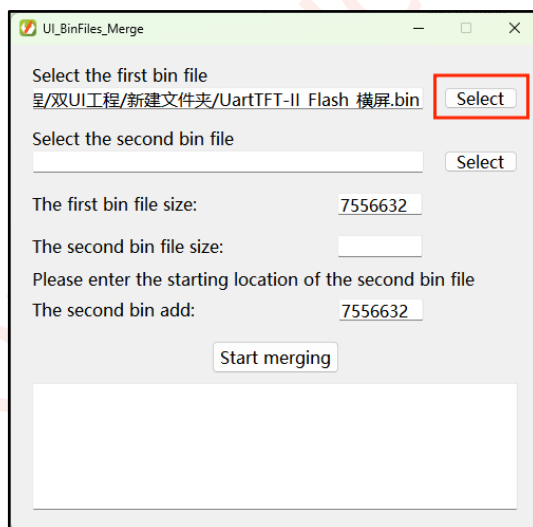 UI_BinFiles_Merge
Select the first bin file
程/双UI工程/新建文件夹/UartTFT-II_Flash_横屏.bin
Select
Select the second bin file
Select
The first bin file size:
7556632
The second bin file size:
Please enter the starting location of the second bin file
The second bin add:
7556632
Start merging